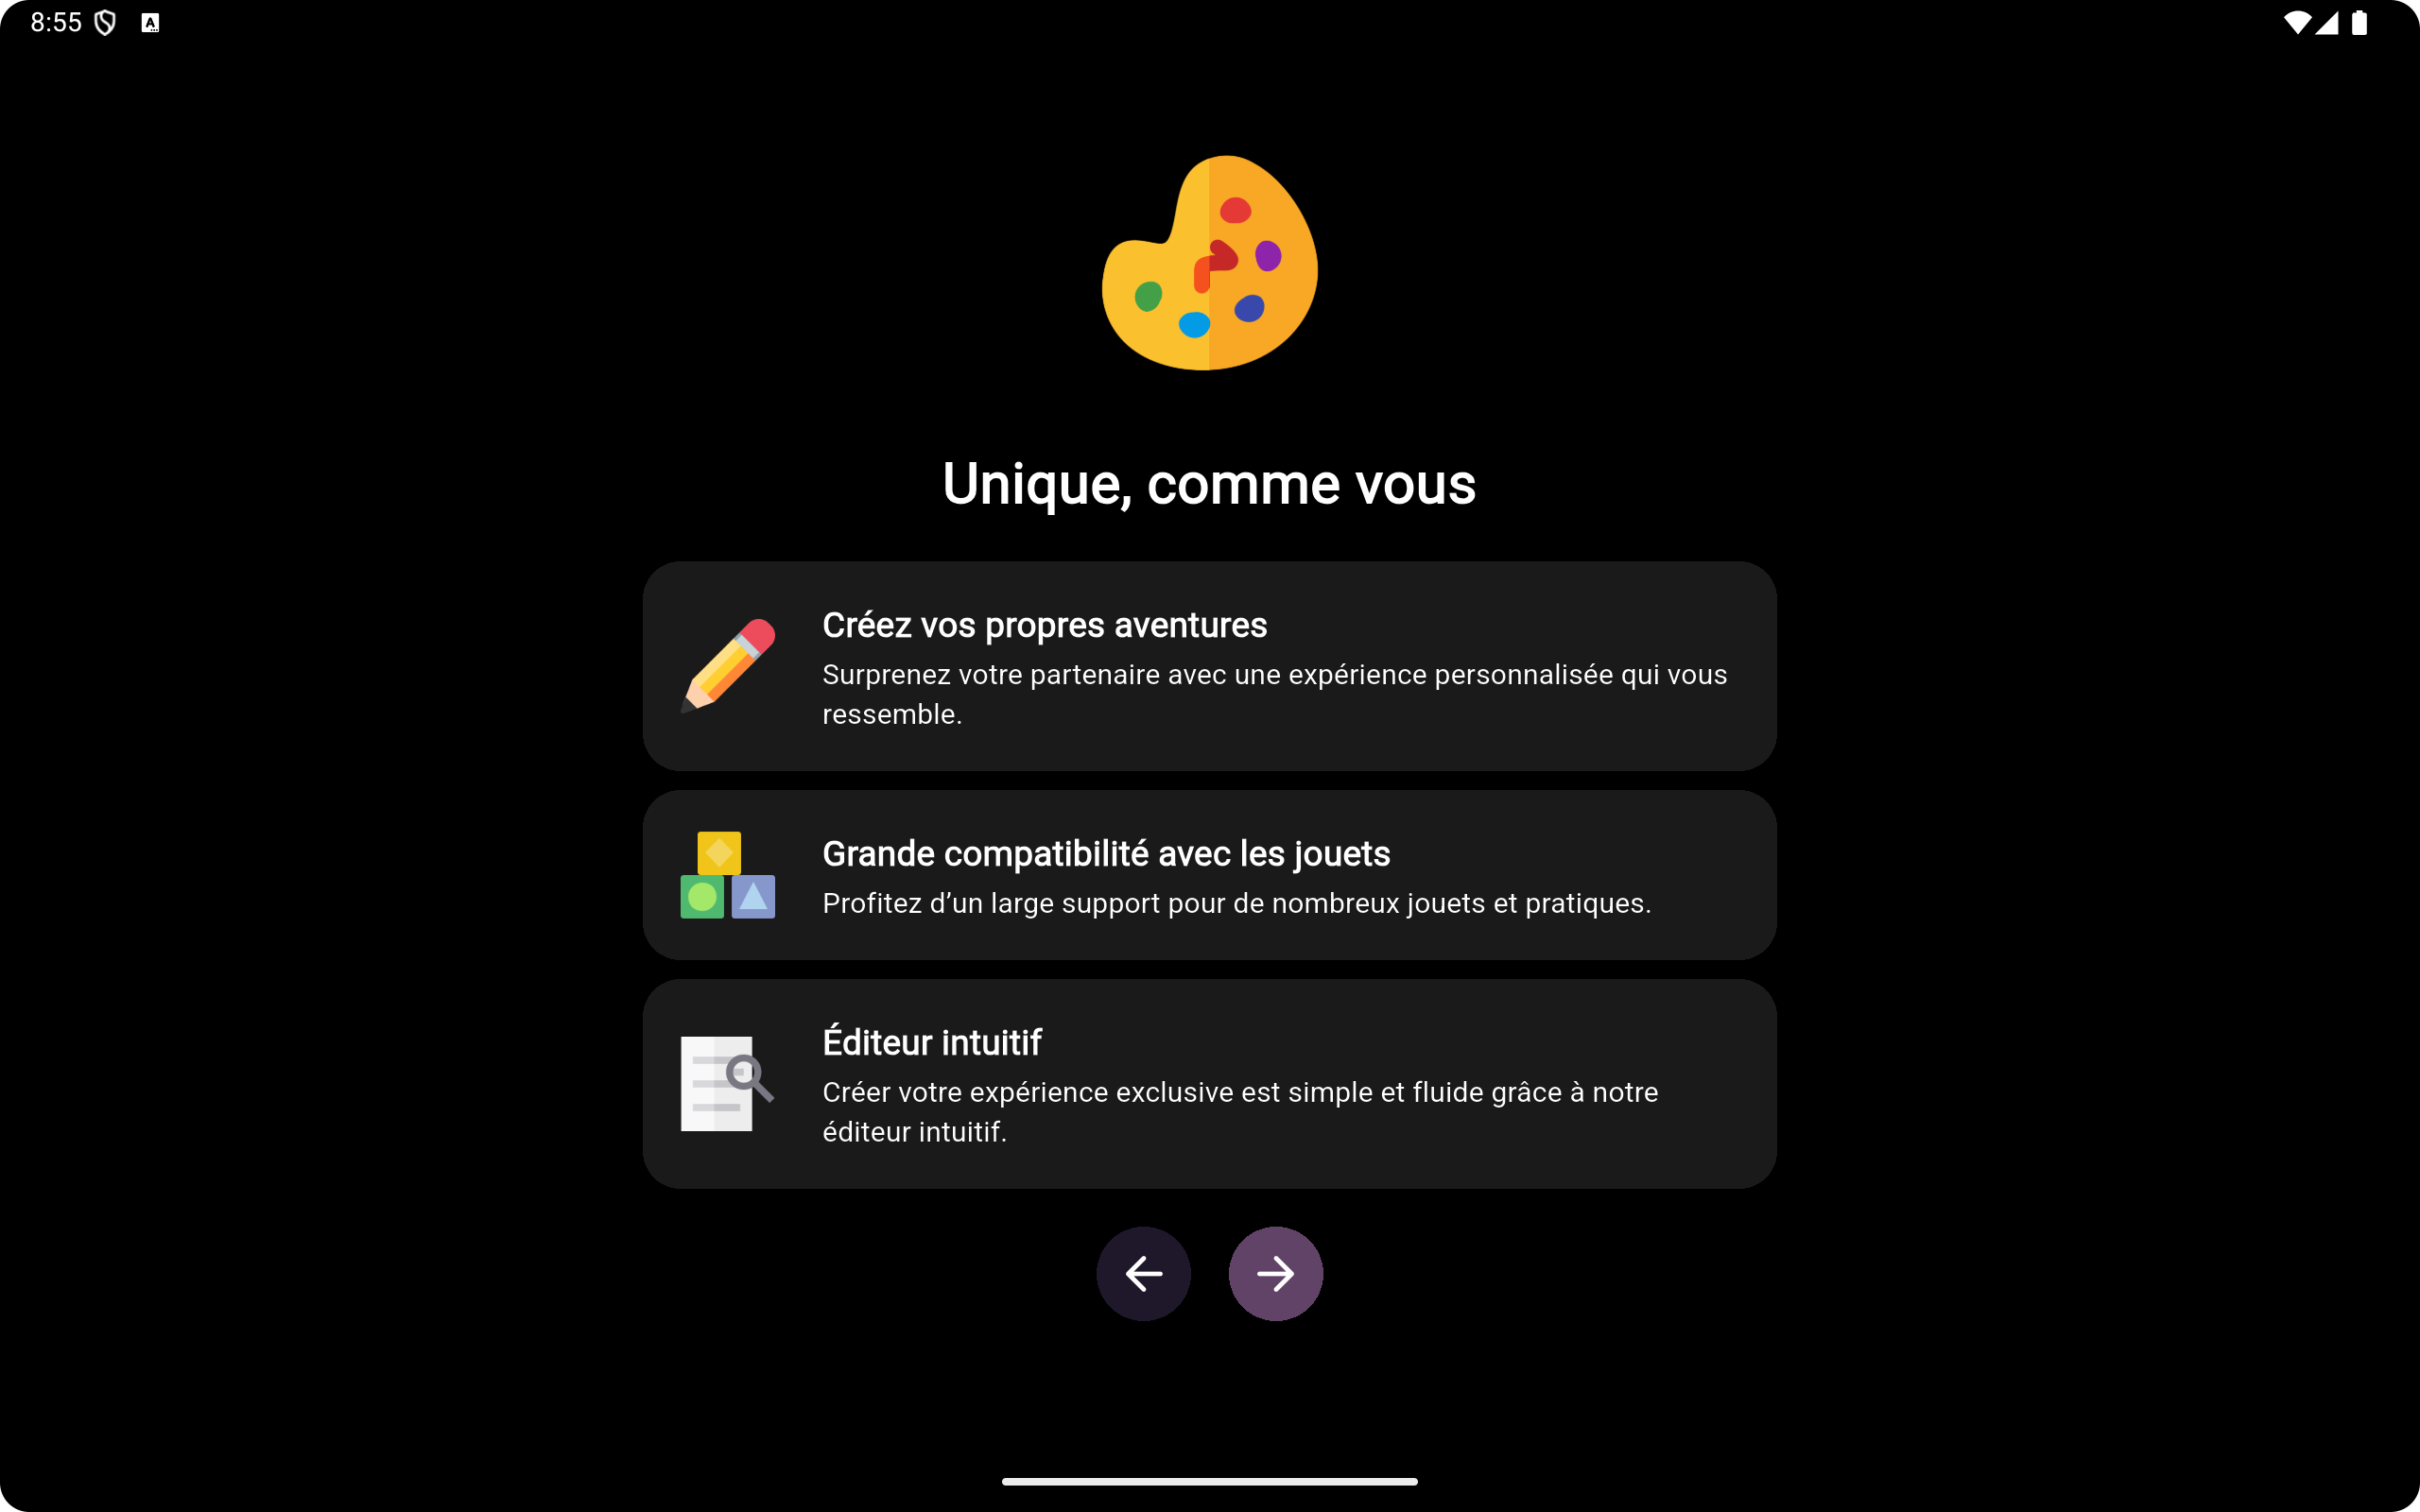 8:55
Unique, comme vous
Créez vos propres aventures
Surprenez votre partenaire avec une expérience personnalisée qui vous
ressemble.
Grande compatibilité avec les jouets
Profitez d’un large support pour de nombreux jouets et pratiques.
Éditeur intuitif
Créer votre expérience exclusive est simple et fluide grâce à notre
éditeur intuitif.